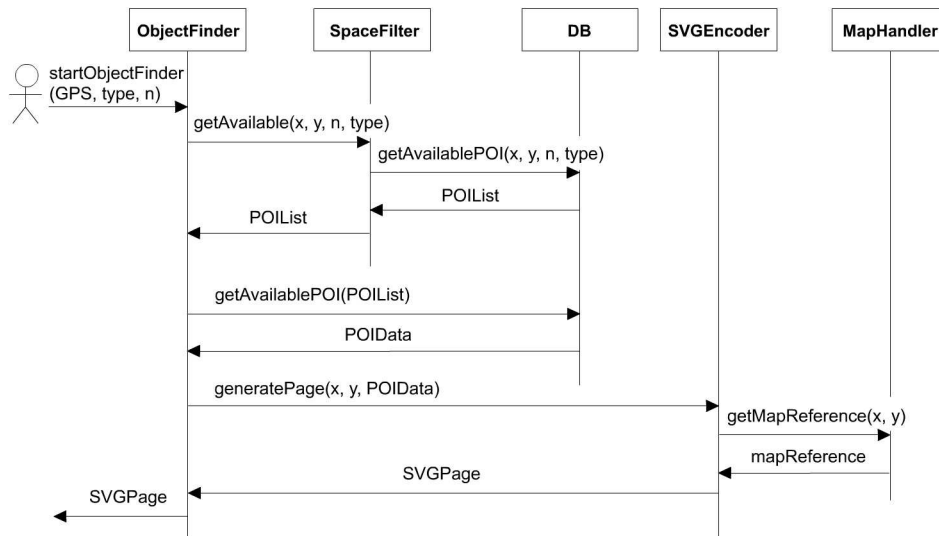 ObjectFinder
SpaceFilter
DB
SVGEncoder
MapHandler
startObjectFinder
(GPS, type, n)
getAvailable(x, y, n, type)
getAvailablePOI(x, y, n, type)
POIList
POIList
getAvailablePOI(POIList)
POIData
generatePage(x, y, POIData)
getMapReference(x, y)
mapReference
SVGPage
SVGPage